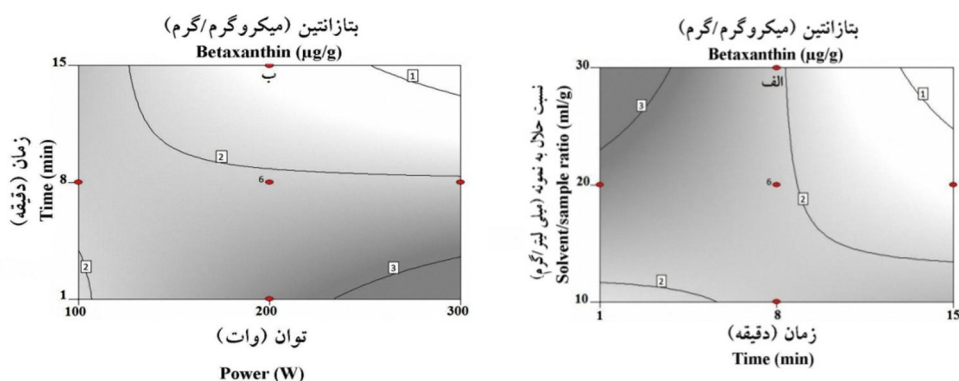 بتازانتین (میکروگرم/گرم)
Betaxanthin (µg/g)
15
8
1
زمان (دقیقه)
Time (min)
ب
1
2
6
2
3
100
200
300
توان (وات)
Power (W)
بتازانتین (میکروگرم/گرم)
Betaxanthin (µg/g)
30
20
10
نسبت حلال به نمونه (میلی لیتر/گرم)
Solvent/sample ratio (ml/g)
الف
3
1
6
2
2
1
8
15
زمان (دقیقه)
Time (min)